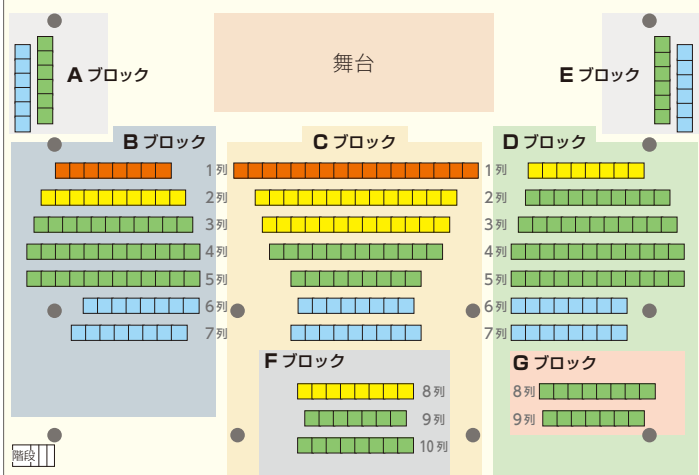 舞台
A ブロック
E ブロック
B ブロック
C ブロック
D ブロック
1列
1列
2列
2列
3列
3列
4列
4列
5列
5列
6列
6列
7列
7列
F ブロック
G ブロック
8列
8列
9列
9列
10列
階段